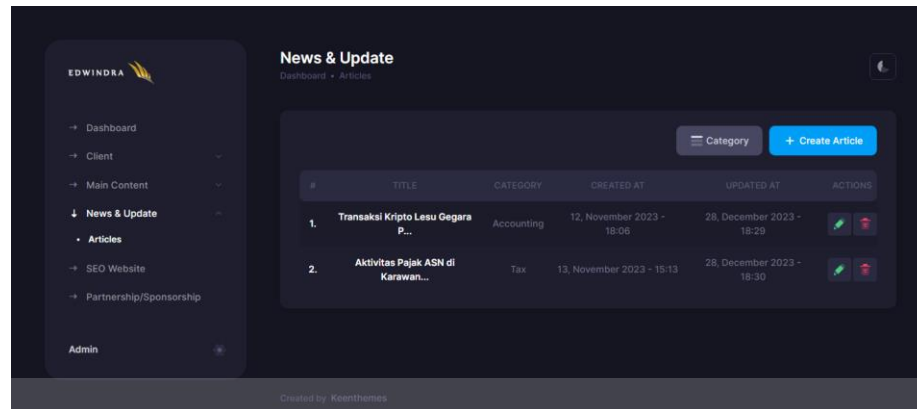 EDWINDRA
→ Dashboard
→ Client
→ Main Content
↓ News & Update
• Articles
→ SEO Website
→ Partnership/Sponsorship
Admin
News & Update
Dashboard • Articles
Category
+ Create Article
# TITLE CATEGORY CREATED AT UPDATED AT ACTIONS
1. Transaksi Kripto Lesu Gegara P... Accounting 12, November 2023 - 18:06 28, December 2023 - 18:29
2. Aktivitas Pajak ASN di Karawan... Tax 13, November 2023 - 15:13 28, December 2023 - 18:30
Created by Keenthemes